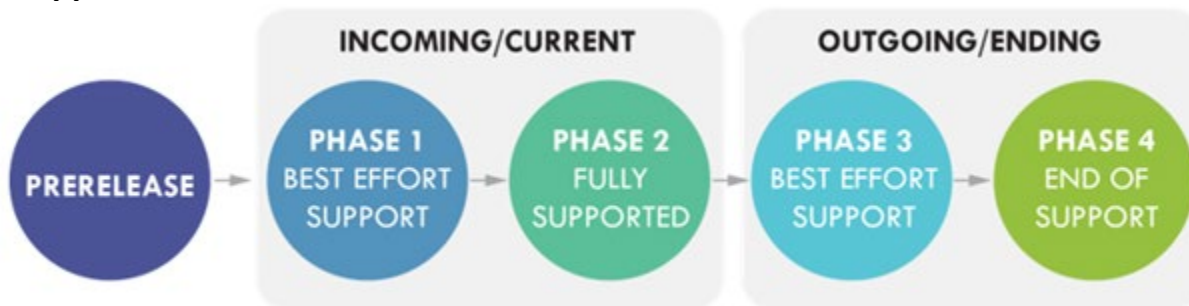 INCOMING/CURRENT
OUTGOING/ENDING
PRERELEASE
PHASE 1
BEST EFFORT
SUPPORT
PHASE 2
FULLY
SUPPORTED
PHASE 3
BEST EFFORT
SUPPORT
PHASE 4
END OF
SUPPORT